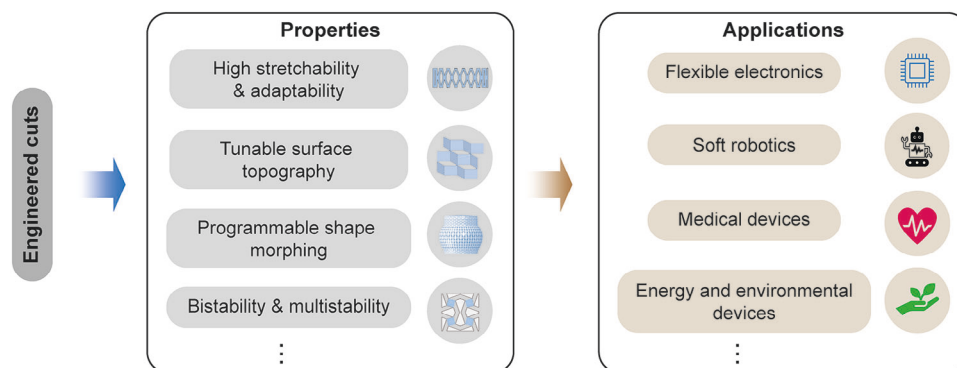 Engineered cuts
Properties
High stretchability
& adaptability
Tunable surface
topography
Programmable shape
morphing
Bistability & multistability
⋮
Applications
Flexible electronics
Soft robotics
Medical devices
Energy and environmental
devices
⋮